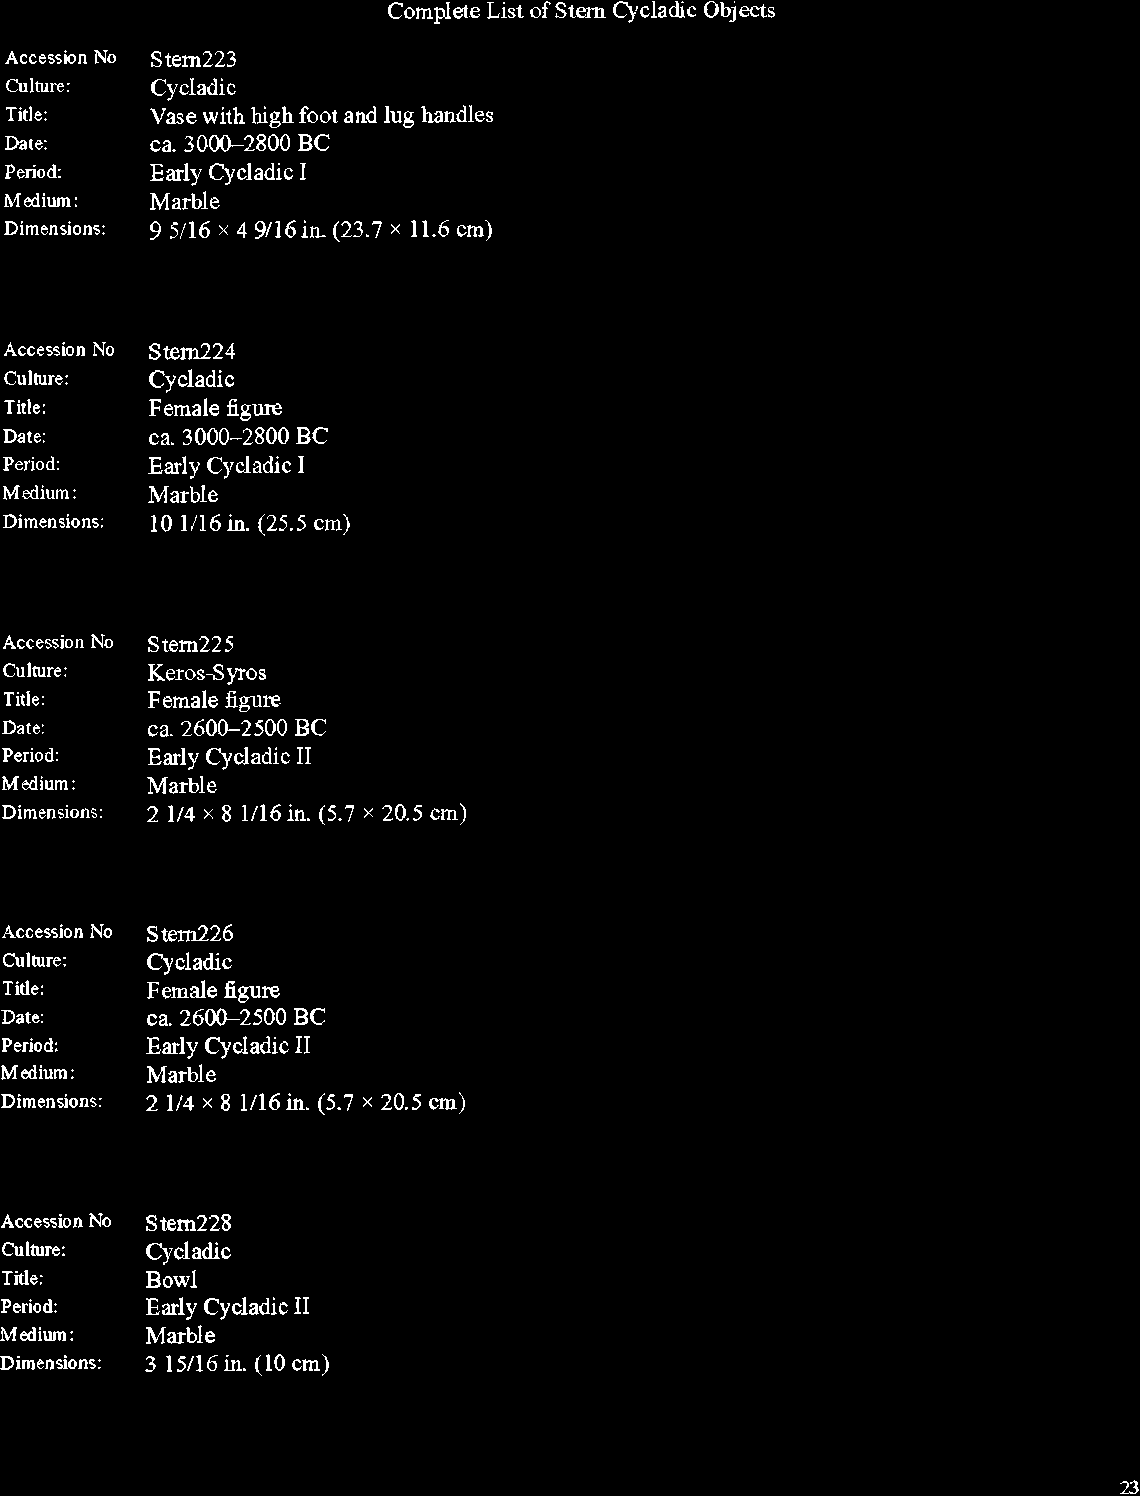 Complete List of Stern Cycladic Objects
Accession No Stern223
Culture: Cycladic
Title: Vase with high foot and lug handles
Date: ca. 3000–2800 BC
Period: Early Cycladic I
Medium: Marble
Dimensions: 9 5/16 × 4 9/16 in. (23.7 × 11.6 cm)
Accession No Stern224
Culture: Cycladic
Title: Female figure
Date: ca. 3000–2800 BC
Period: Early Cycladic I
Medium: Marble
Dimensions: 10 1/16 in. (25.5 cm)
Accession No Stern225
Culture: Keros-Syros
Title: Female figure
Date: ca. 2600–2500 BC
Period: Early Cycladic II
Medium: Marble
Dimensions: 2 1/4 × 8 1/16 in. (5.7 × 20.5 cm)
Accession No Stern226
Culture: Cycladic
Title: Female figure
Date: ca. 2600–2500 BC
Period: Early Cycladic II
Medium: Marble
Dimensions: 2 1/4 × 8 1/16 in. (5.7 × 20.5 cm)
Accession No Stern228
Culture: Cycladic
Title: Bowl
Period: Early Cycladic II
Medium: Marble
Dimensions: 3 15/16 in. (10 cm)
23